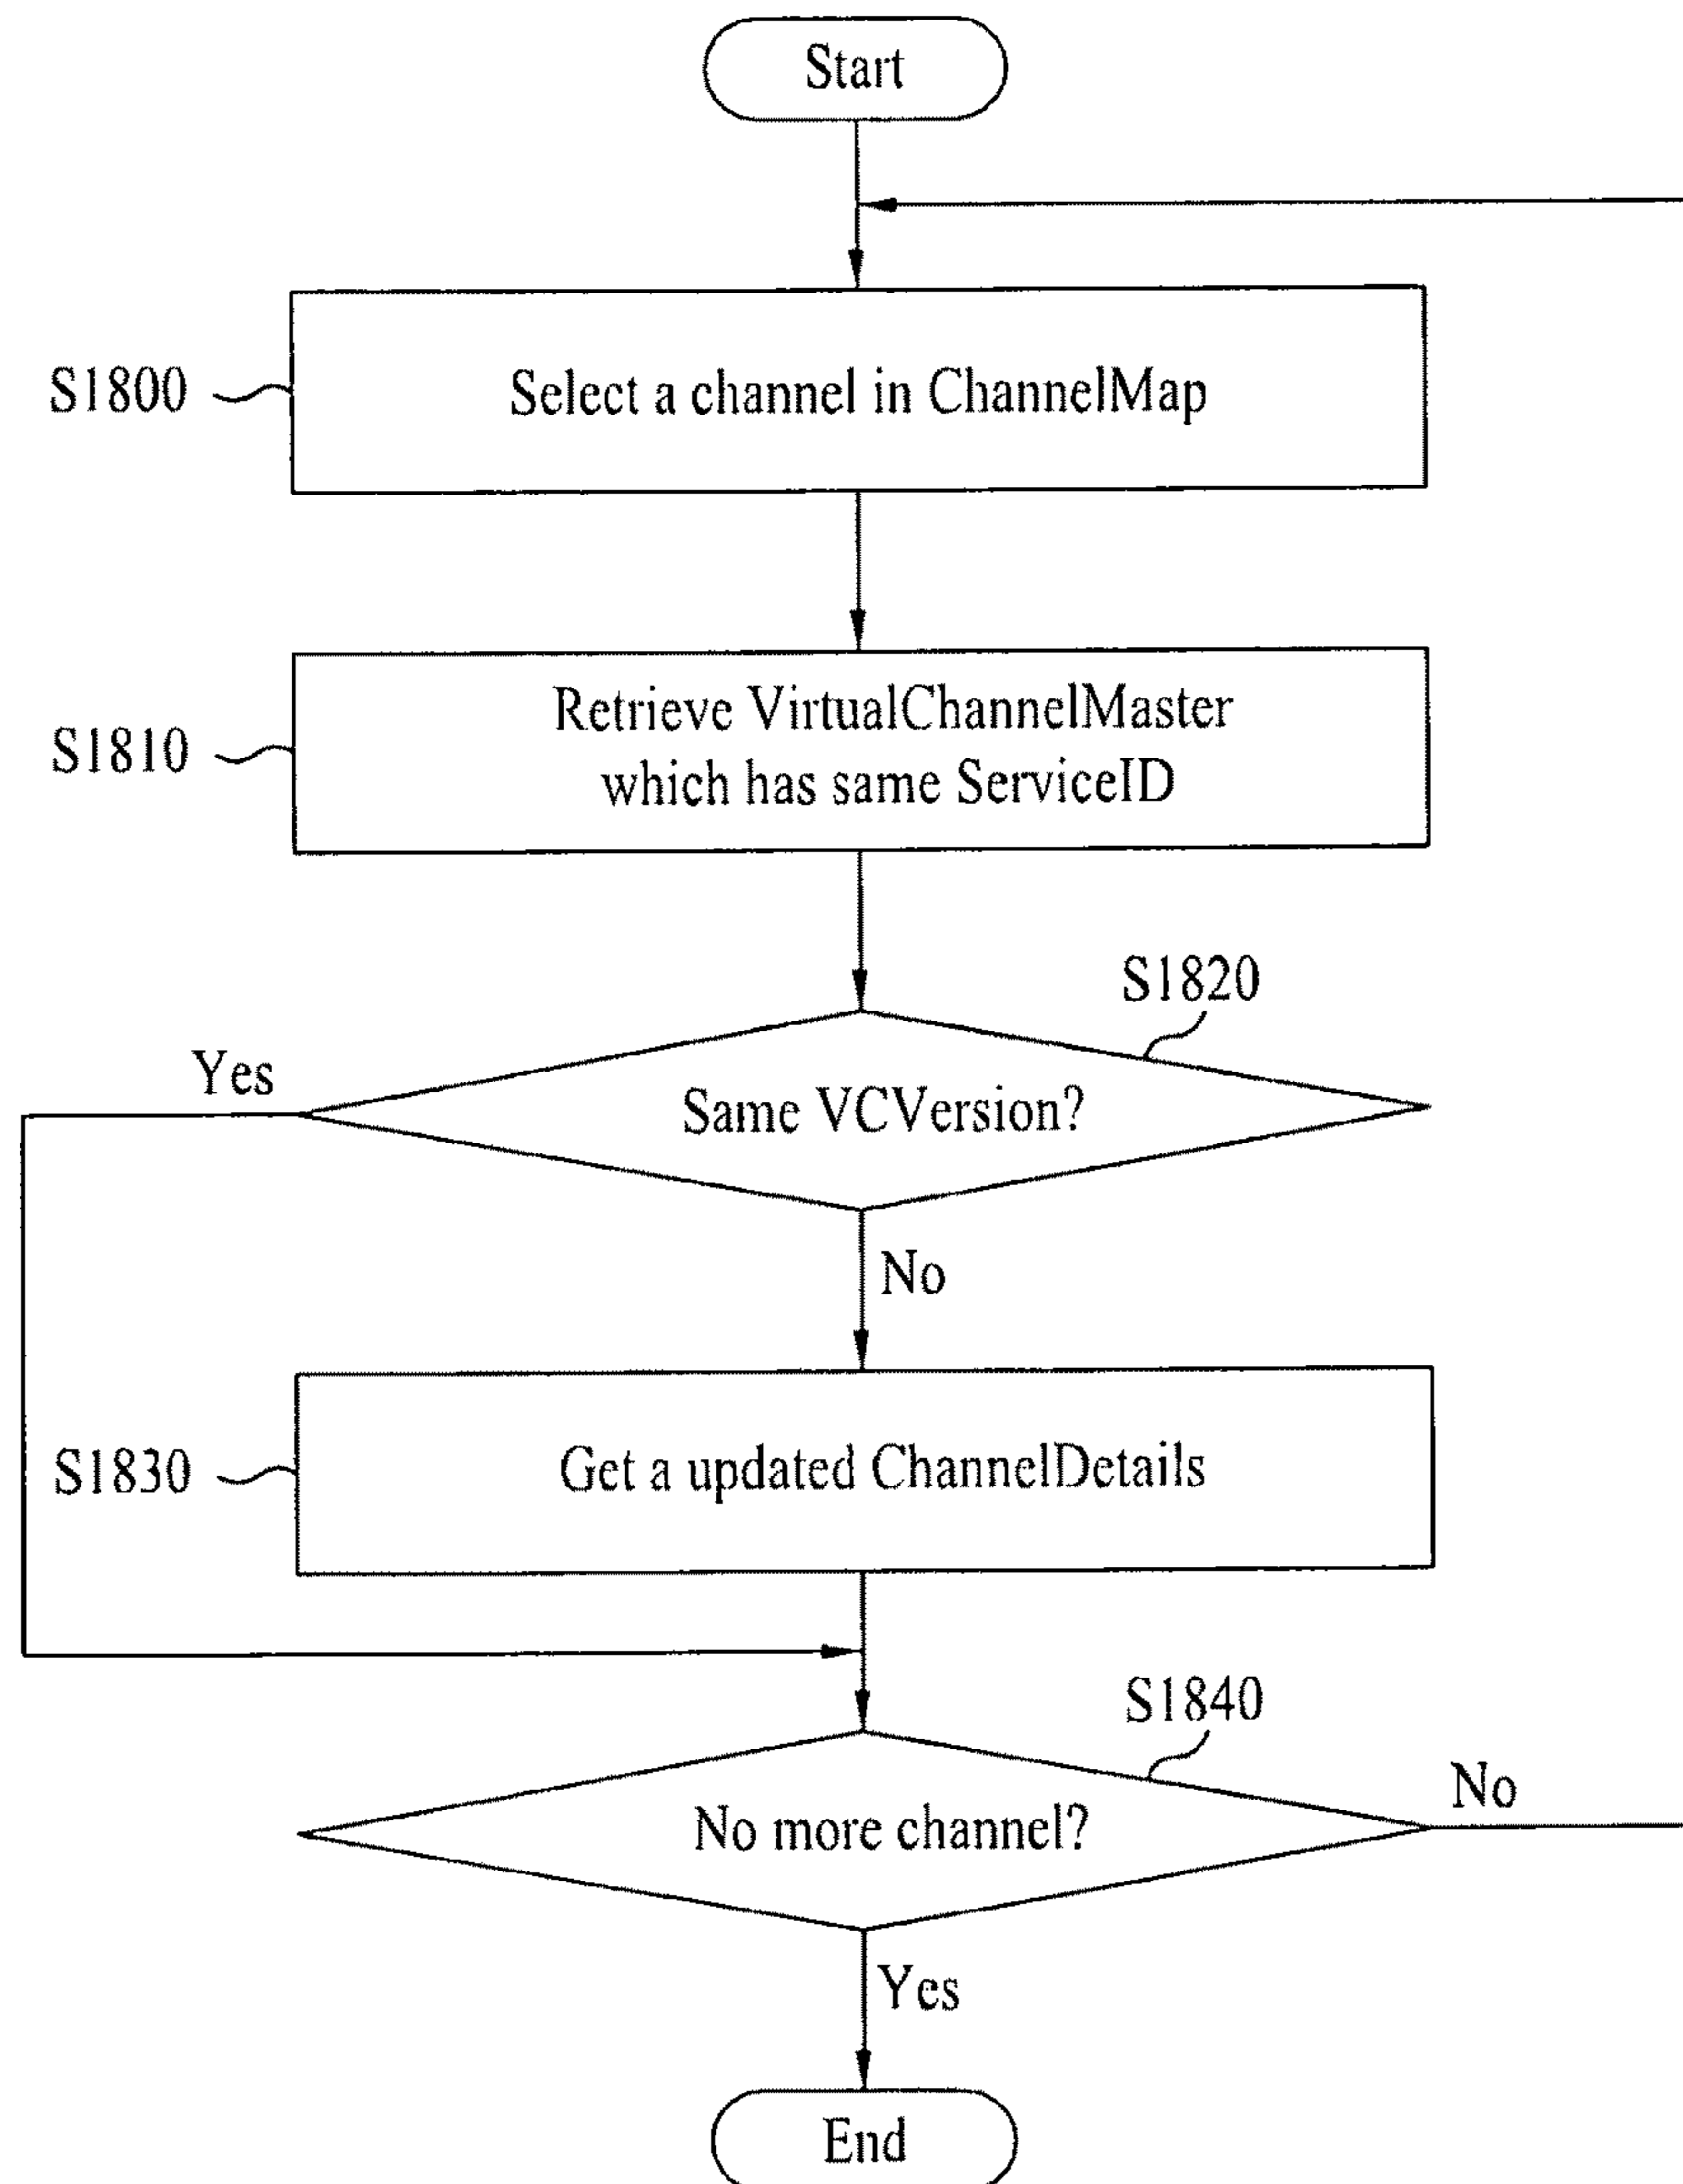 Start
S1800
Select a channel in ChannelMap
S1810
Retrieve VirtualChannelMaster
which has same ServiceID
S1820
Yes
Same VCVersion?
No
S1830
Get a updated ChannelDetails
S1840
No more channel?
No
Yes
End